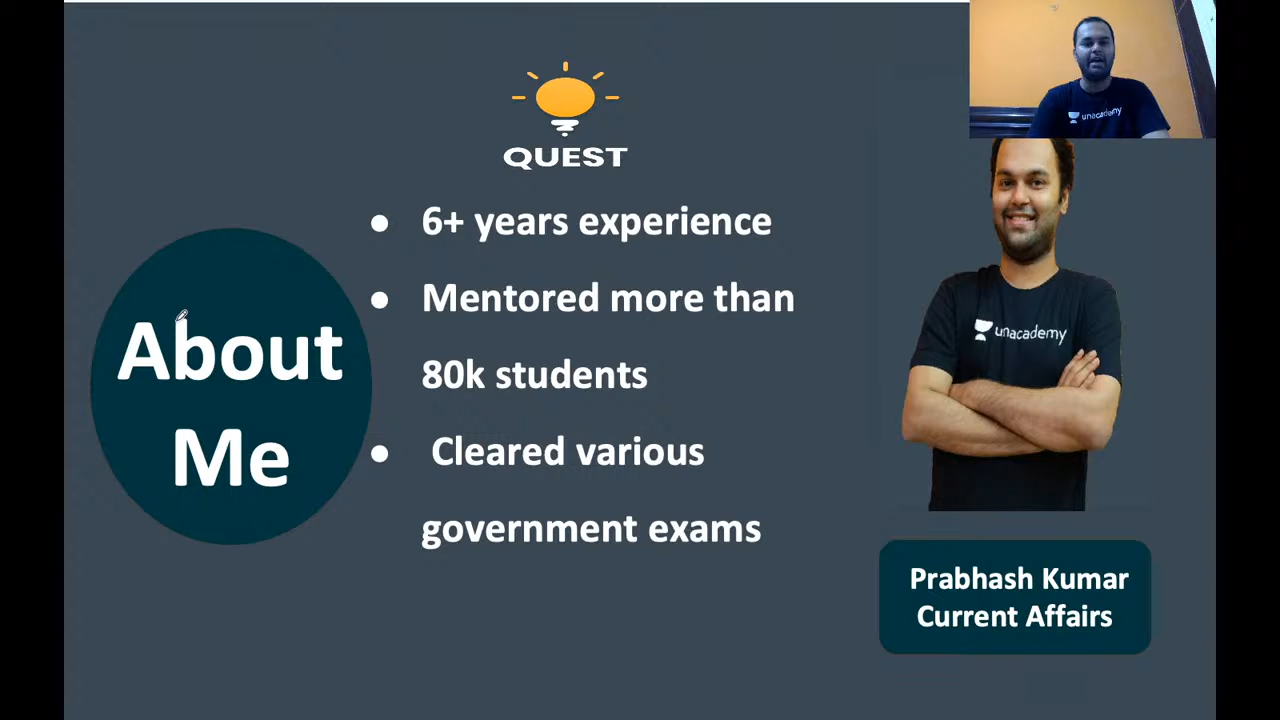 unacademy
QUEST
• 6+ years experience
• Mentored more than
80k students
• Cleared various
government exams
About
Me
unacademy
Prabhash Kumar
Current Affairs